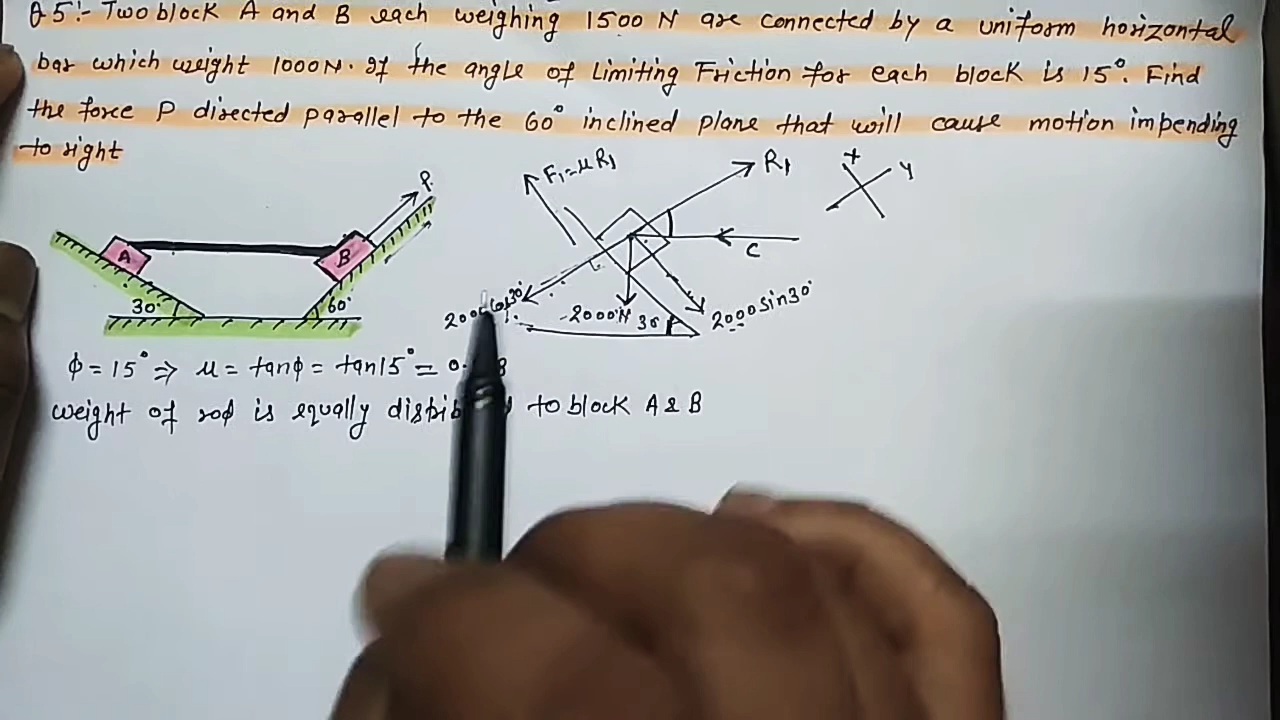 Q5:- Two block A and B each weighing 1500 N are connected by a uniform horizontal
bar which weight 1000N. If the angle of Limiting Friction for each block is 15°. Find
the force P directed parallel to the 60° inclined plane that will cause motion impending
to right
P.
A
B
30°
60°
F₁=μR₁
R₁
X
Y
C
2000N
30
2000sin30°
φ = 15° ⇒ μ = tanφ = tan15° =
weight of rod is equally to block A & B